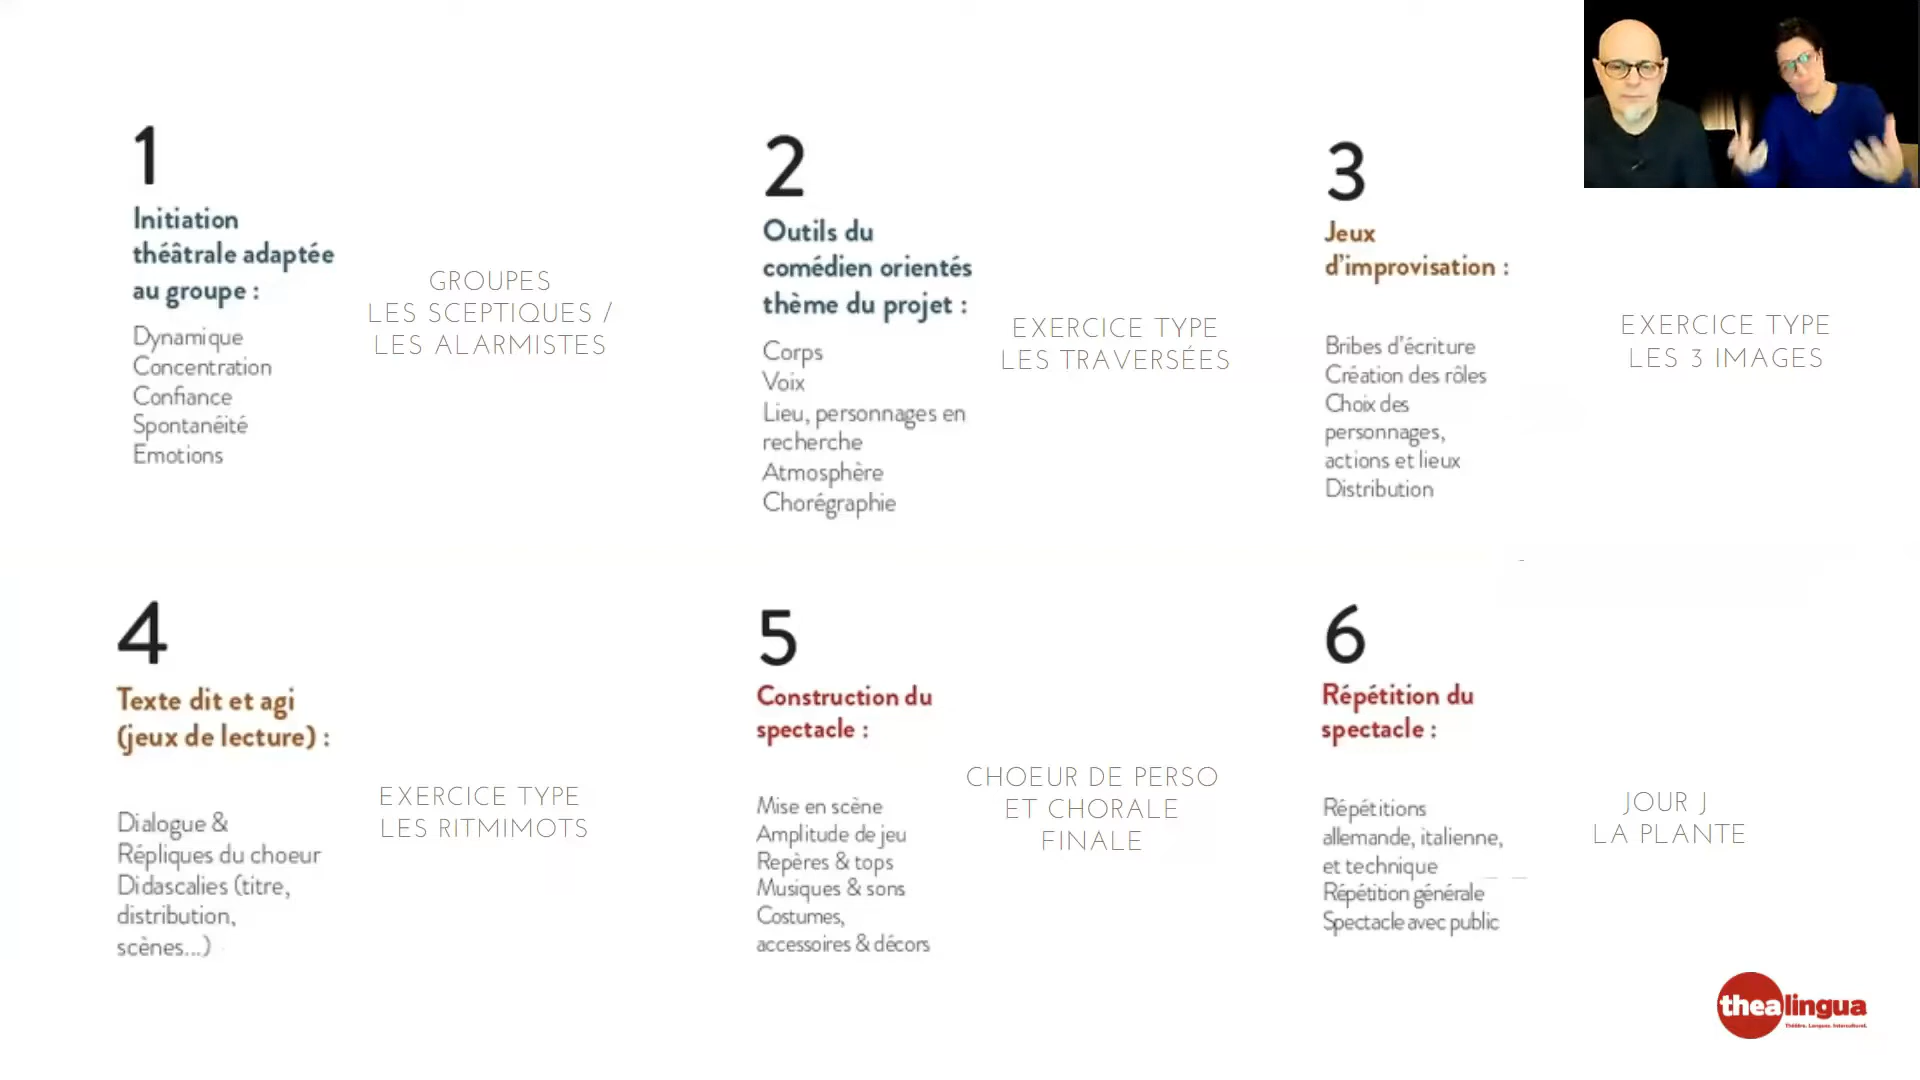 1
Initiation
théâtrale adaptée
au groupe :
Dynamique
Concentration
Confiance
Spontanéité
Emotions
GROUPES
LES SCEPTIQUES /
LES ALARMISTES
2
Outils du
comédien orientés
thème du projet :
Corps
Voix
Lieu, personnages en
recherche
Atmosphère
Chorégraphie
EXERCICE TYPE
LES TRAVERSÉES
3
Jeux
d'improvisation :
Bribes d'écriture
Création des rôles
Choix des
personnages,
actions et lieux
Distribution
EXERCICE TYPE
LES 3 IMAGES
4
Texte dit et agi
(jeux de lecture) :
Dialogue &
Répliques du choeur
Didascalies (titre,
distribution,
scènes...)
EXERCICE TYPE
LES RITMIMOTS
5
Construction du
spectacle :
Mise en scène
Amplitude de jeu
Repères & tops
Musiques & sons
Costumes,
accessoires & décors
CHOEUR DE PERSO
ET CHORALE
FINALE
6
Répétition du
spectacle :
Répétitions
allemande, italienne,
et technique
Répétition générale
Spectacle avec public
JOUR J
LA PLANTE
thealingua
Théâtre. Langues. Interculturel.